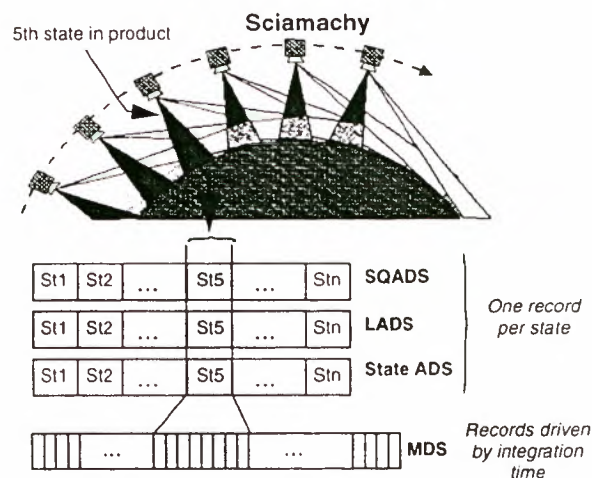 Sciamachy
5th state in product
St1 St2 ... St5 ... Stn SQADS
St1 St2 ... St5 ... Stn LADS
St1 St2 ... St5 ... Stn State ADS
One record
per state
... ... MDS
Records driven
by integration
time